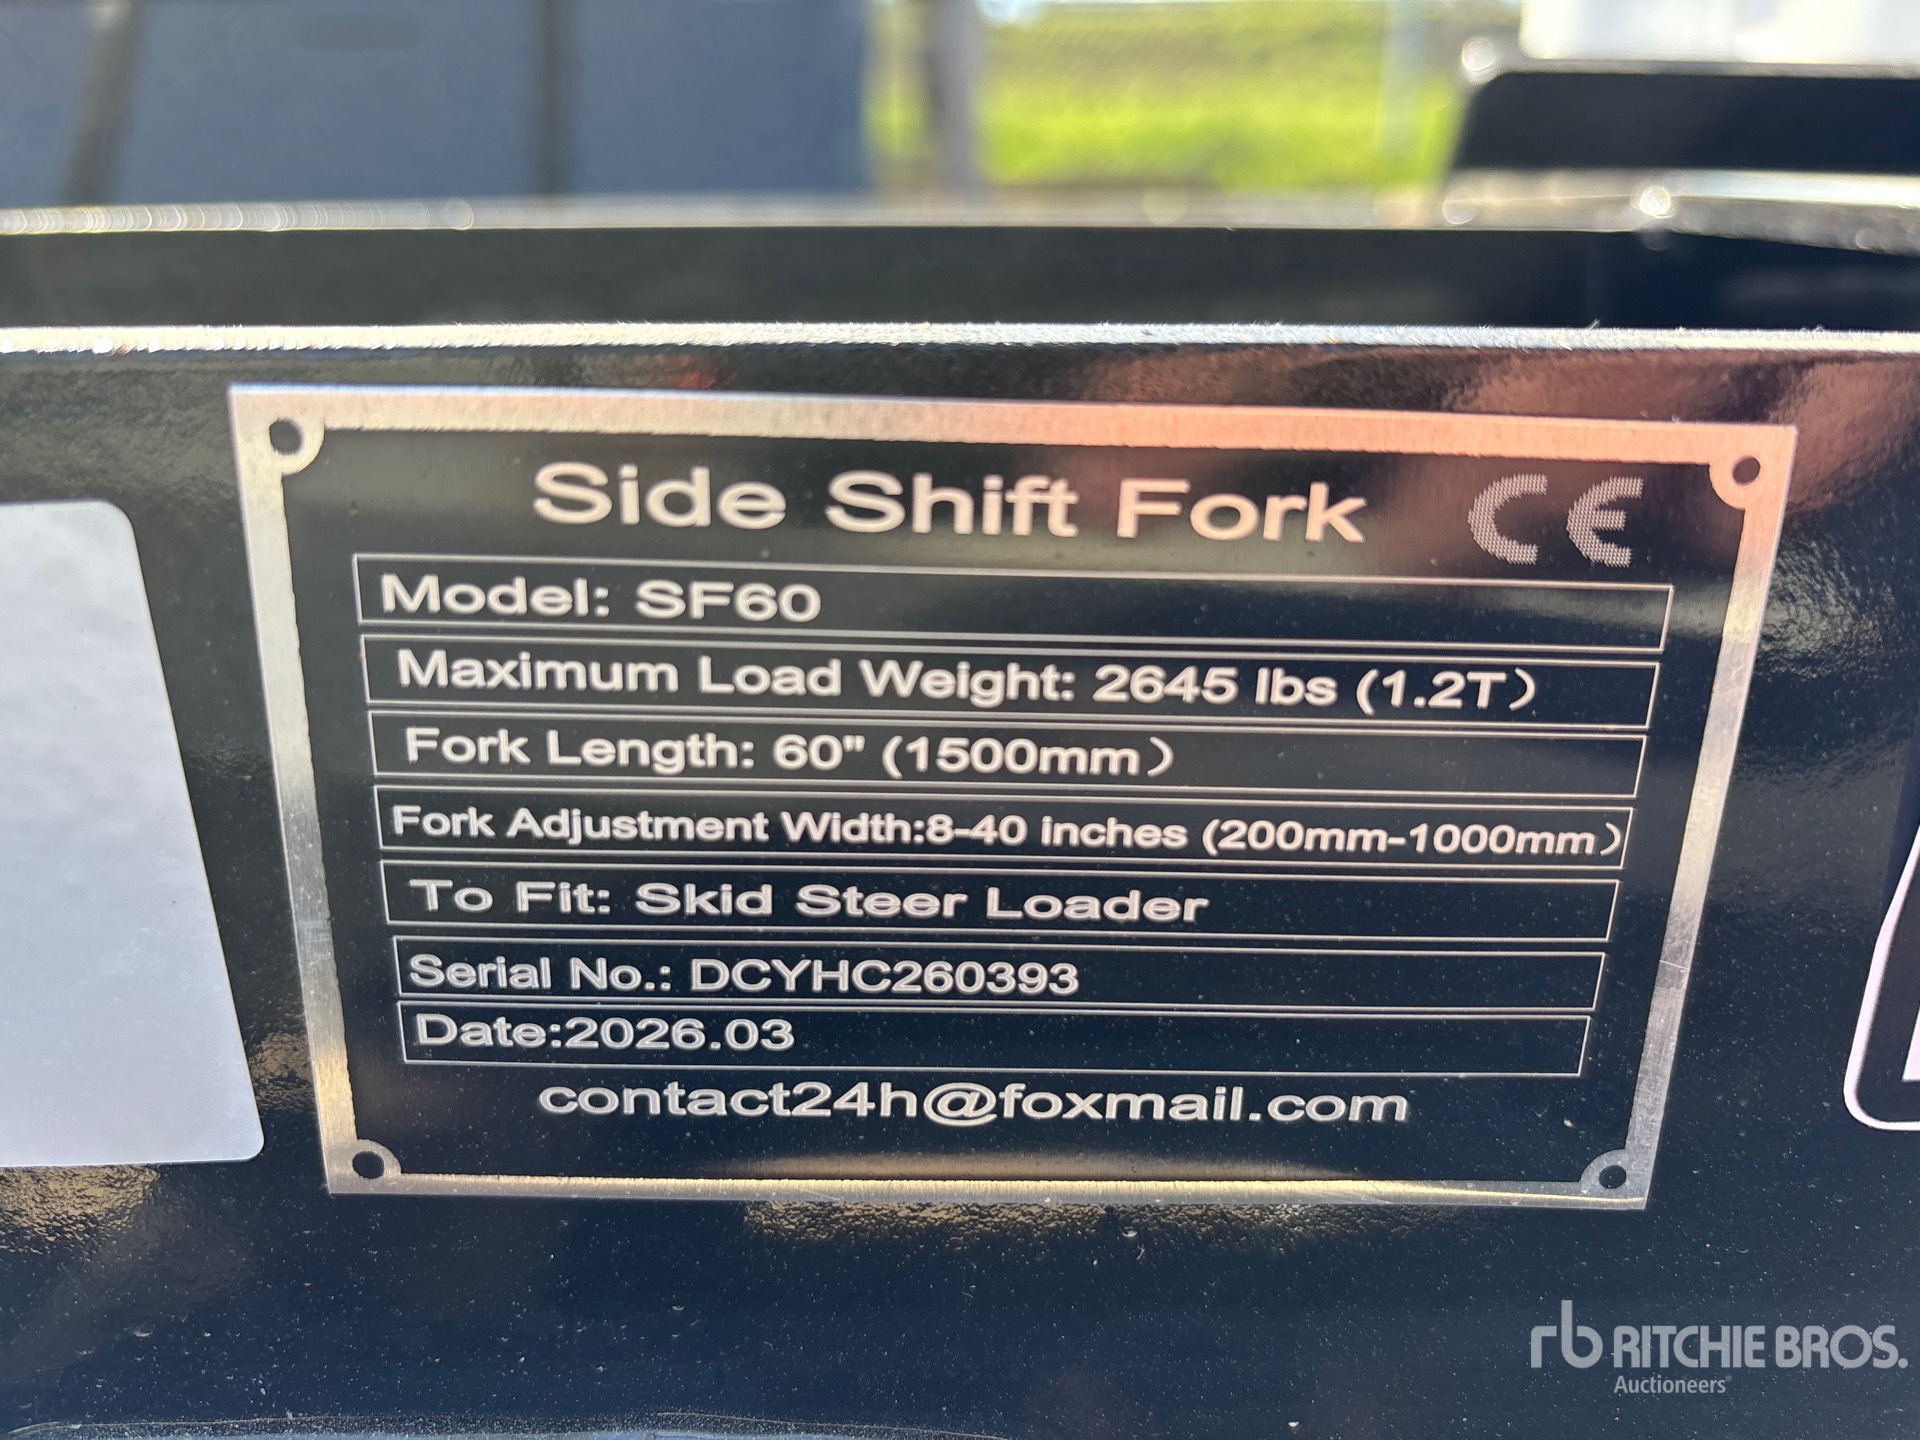 Side Shift Fork CE
Model: SF60
Maximum Load Weight: 2645 lbs (1.2T）
Fork Length: 60" (1500mm）
Fork Adjustment Width:8-40 inches (200mm-1000mm）
To Fit: Skid Steer Loader
Serial No.: DCYHC260393
Date:2026.03
contact24h@foxmail.com
rb RITCHIE BROS.
Auctioneers®